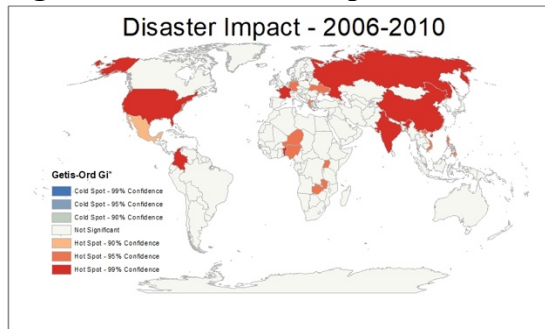 Disaster Impact - 2006-2010
Getis-Ord Gi*
Cold Spot - 99% Confidence
Cold Spot - 95% Confidence
Cold Spot - 90% Confidence
Not Significant
Hot Spot - 90% Confidence
Hot Spot - 95% Confidence
Hot Spot - 99% Confidence